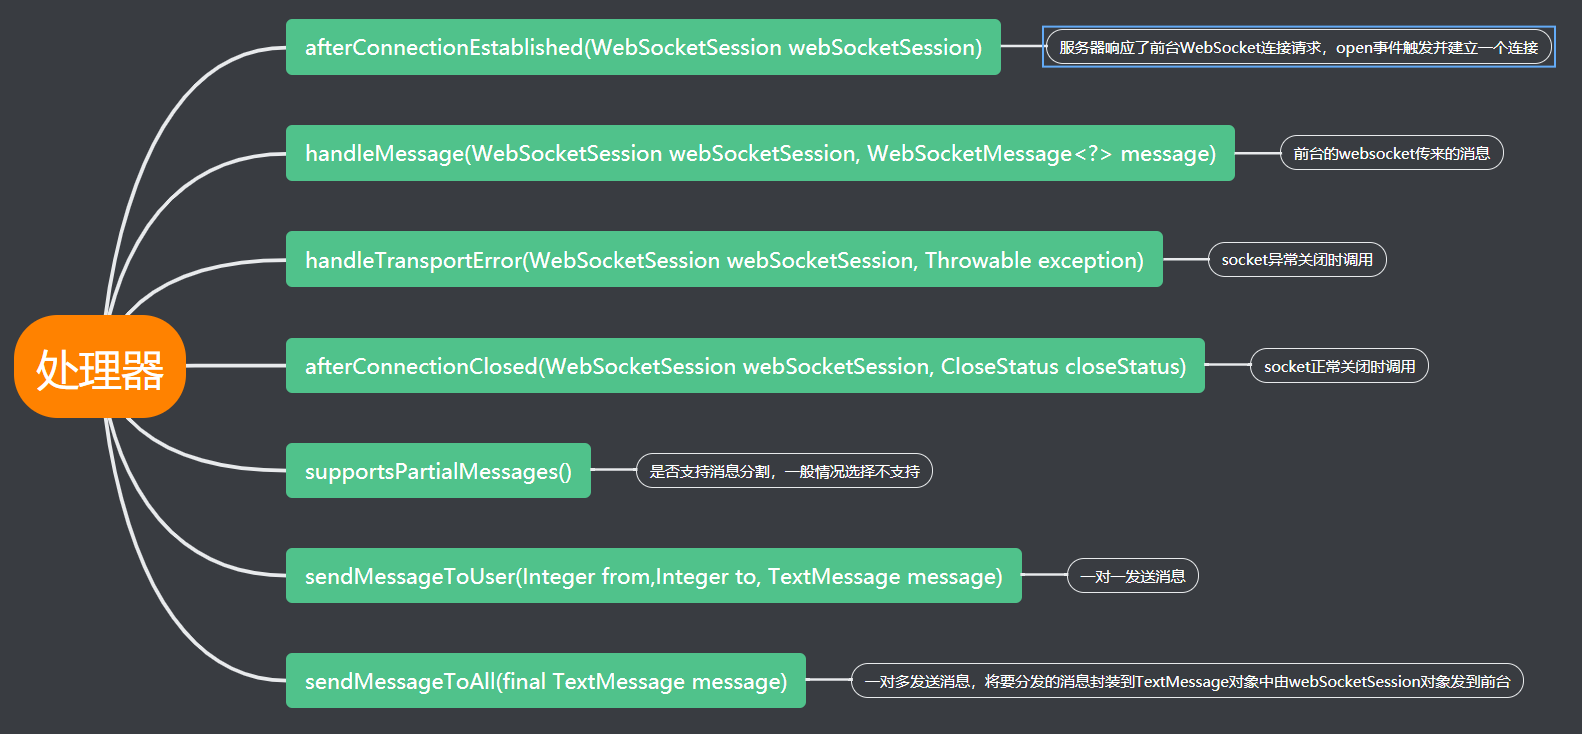 处理器
afterConnectionEstablished(WebSocketSession webSocketSession)
服务器响应了前台WebSocket连接请求，open事件触发并建立一个连接
handleMessage(WebSocketSession webSocketSession, WebSocketMessage<?> message)
前台的websocket传来的消息
handleTransportError(WebSocketSession webSocketSession, Throwable exception)
socket异常关闭时调用
afterConnectionClosed(WebSocketSession webSocketSession, CloseStatus closeStatus)
socket正常关闭时调用
supportsPartialMessages()
是否支持消息分割，一般情况选择不支持
sendMessageToUser(Integer from,Integer to, TextMessage message)
一对一发送消息
sendMessageToAll(final TextMessage message)
一对多发送消息，将要分发的消息封装到TextMessage对象中由webSocketSession对象发到前台